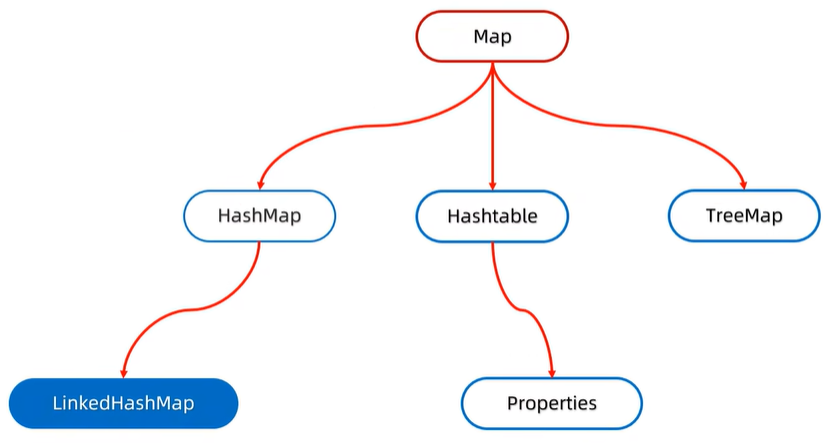 Map
HashMap
Hashtable
TreeMap
LinkedHashMap
Properties